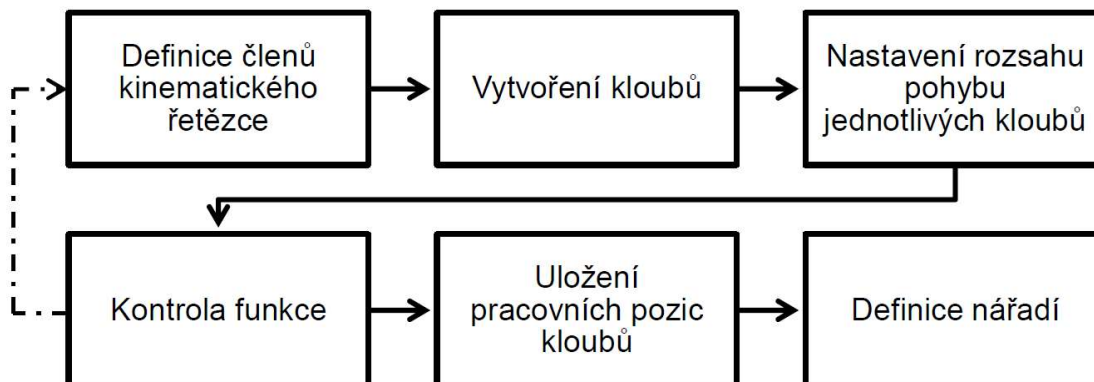 Definice členů
kinematického
řetězce
Vytvoření kloubů
Nastavení rozsahu
pohybu
jednotlivých kloubů
Kontrola funkce
Uložení
pracovních pozic
kloubů
Definice nářadí